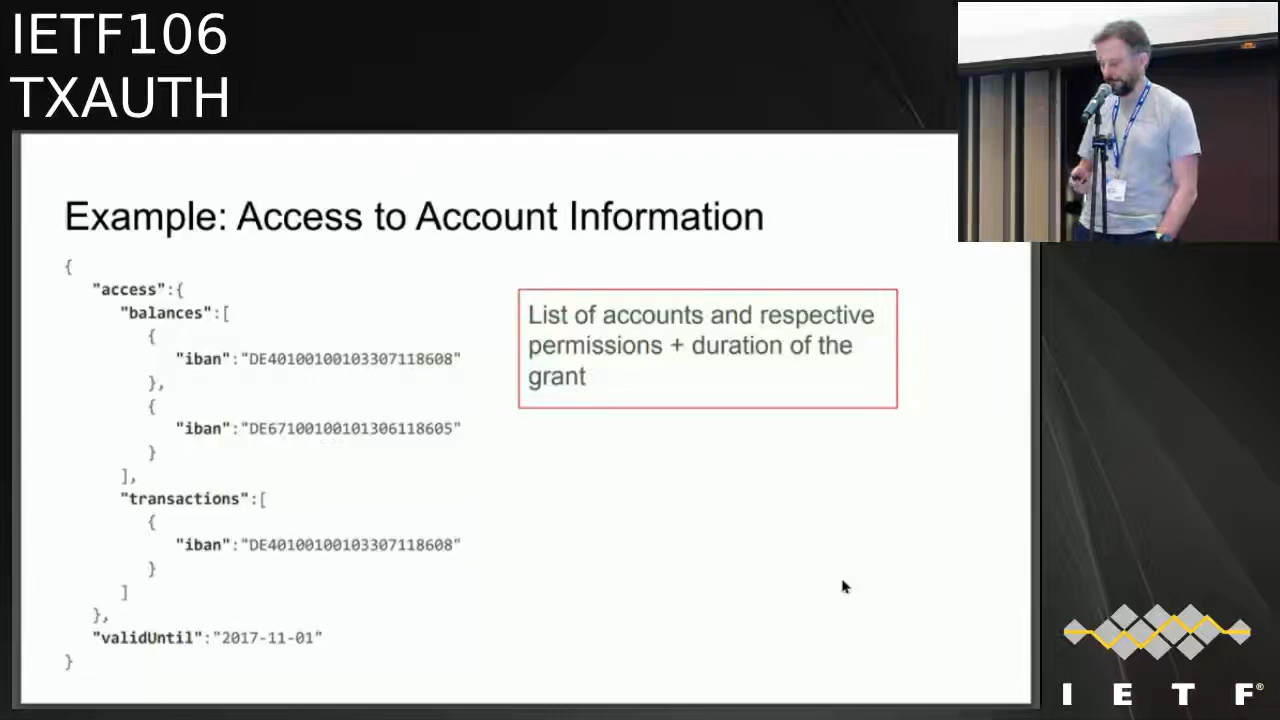 IETF106
TXAUTH
Example: Access to Account Information
{
"access":{
"balances":[
{
"iban":"DE40100100103307118608"
},
{
"iban":"DE67100100101306118605"
}
],
"transactions":[
{
"iban":"DE40100100103307118608"
}
]
},
"validUntil":"2017-11-01"
}
List of accounts and respective
permissions + duration of the
grant
I E T F®